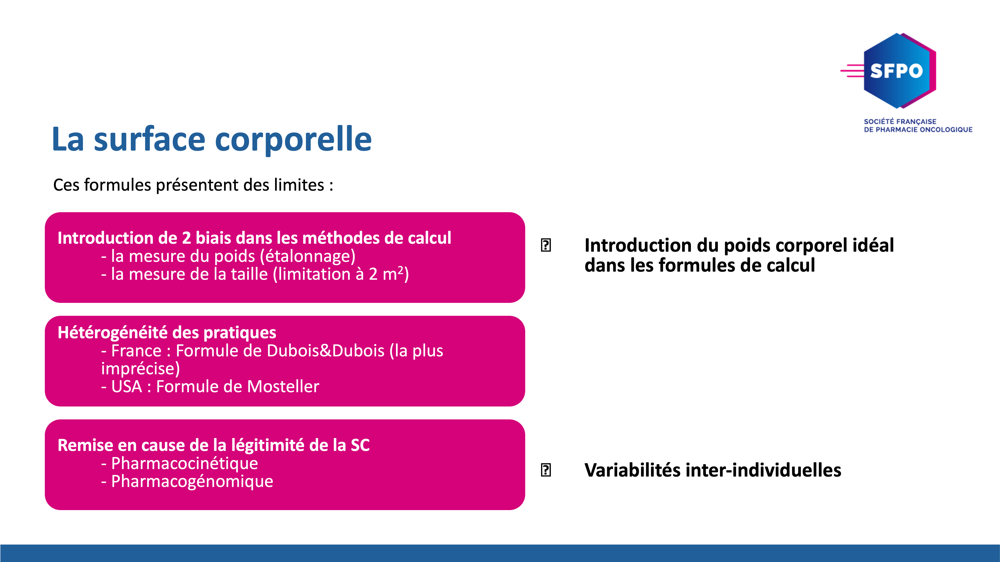 SFPO
SOCIÉTÉ FRANÇAISE
DE PHARMACIE ONCOLOGIQUE
La surface corporelle
Ces formules présentent des limites :
Introduction de 2 biais dans les méthodes de calcul
- la mesure du poids (étalonnage)
- la mesure de la taille (limitation à 2 m²)
Introduction du poids corporel idéal
dans les formules de calcul
Hétérogénéité des pratiques
- France : Formule de Dubois&Dubois (la plus
imprécise)
- USA : Formule de Mosteller
Remise en cause de la légitimité de la SC
- Pharmacocinétique
- Pharmacogénomique
Variabilités inter-individuelles